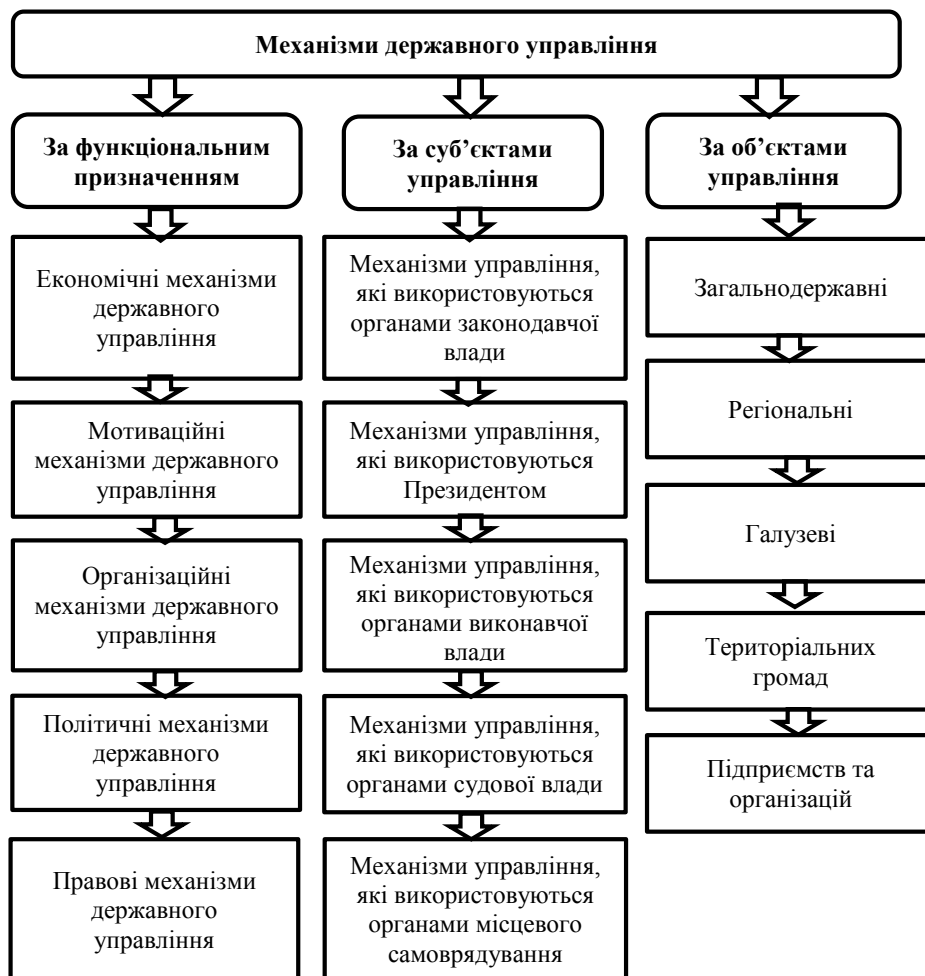 Механізми державного управління
За функціональним
призначенням
Економічні механізми
державного
управління
Мотиваційні
механізми державного
управління
Організаційні
механізми державного
управління
Політичні механізми
державного
управління
Правові механізми
державного
управління
За суб’єктами
управління
Механізми управління,
які використовуються
органами законодавчої
влади
Механізми управління,
які використовуються
Президентом
Механізми управління,
які використовуються
органами виконавчої
влади
Механізми управління,
які використовуються
органами судової влади
Механізми управління,
які використовуються
органами місцевого
самоврядування
За об’єктами
управління
Загальнодержавні
Регіональні
Галузеві
Територіальних
громад
Підприємств та
організацій